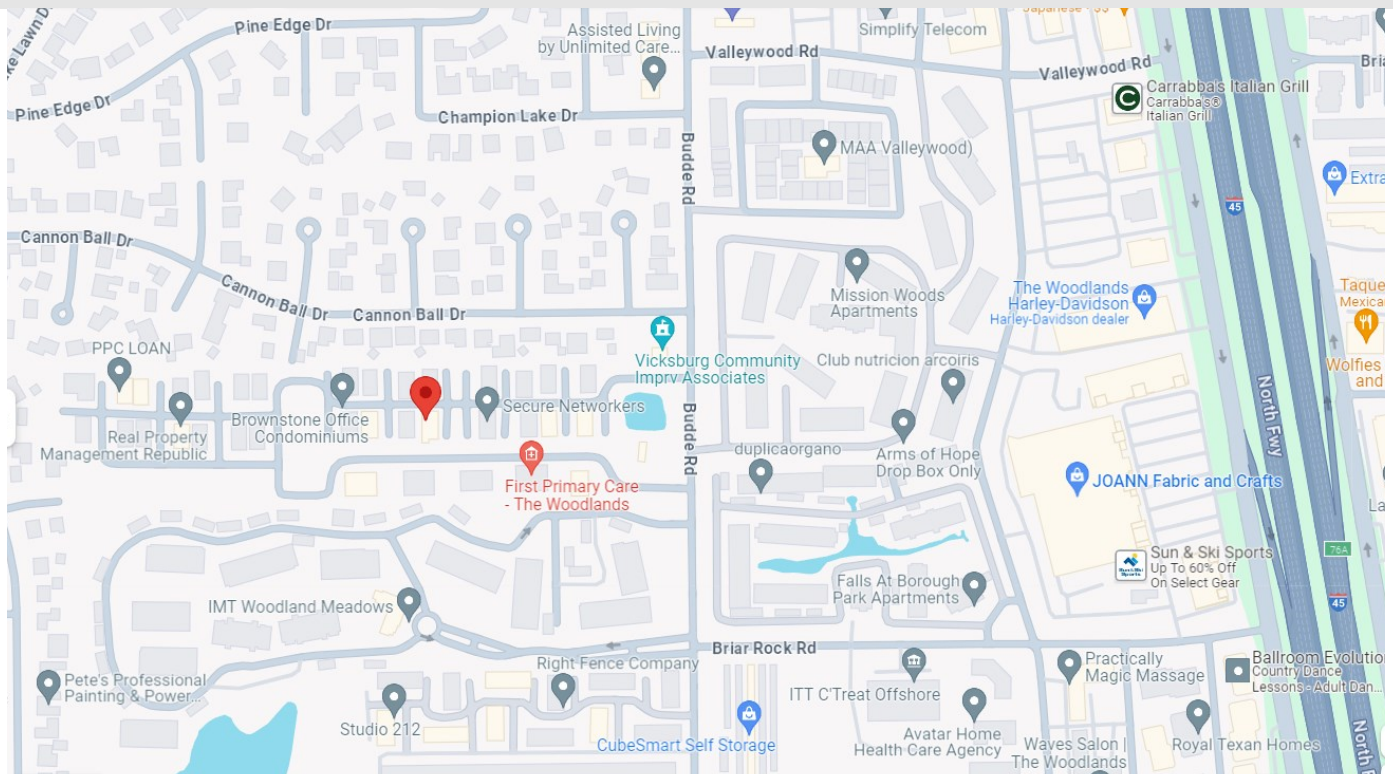 Pine Edge Dr
Assisted Living
by Unlimited Care...
Simplify Telecom
Valleywood Rd
Valleywood Rd
Carrabba's Italian Grill
Carrabba's®
Italian Grill
Pine Edge Dr
Champion Lake Dr
Budde Rd
MAA Valleywood)
Extra
45
Cannon Ball Dr
Cannon Ball Dr
Cannon Ball Dr
Mission Woods
Apartments
The Woodlands
Harley-Davidson
Harley-Davidson dealer
Taque
Mexica
PPC LOAN
Vicksburg Community
Imprv Associates
Club nutricion arcoiris
Wolfies
and
Brownstone Office
Condominiums
Secure Networkers
North Fwy
Real Property
Management Republic
Budde Rd
duplicaorgano
Arms of Hope
Drop Box Only
First Primary Care
- The Woodlands
JOANN Fabric and Crafts
La
76A
Sun & Ski Sports
Up To 60% Off
On Select Gear
IMT Woodland Meadows
Falls At Borough
Park Apartments
45
Briar Rock Rd
Right Fence Company
Practically
Magic Massage
Ballroom Evolution
Country Dance
Lessons - Adult Dan...
Pete's Professional
Painting & Power...
ITT C'Treat Offshore
Studio 212
CubeSmart Self Storage
Avatar Home
Health Care Agency
Waves Salon |
The Woodlands
Royal Texan Homes
North F